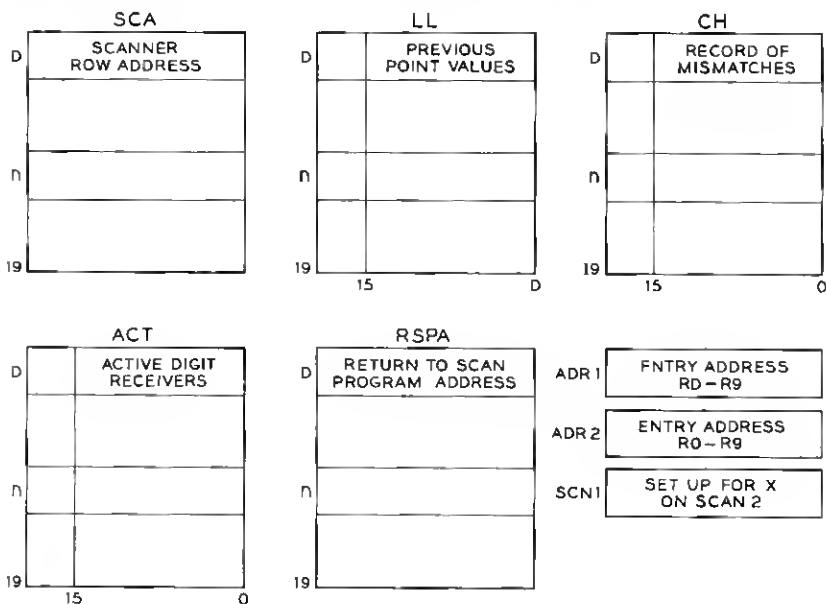 SCA
LL
CH
D
SCANNER
ROW ADDRESS
n
19
PREVIOUS
POINT VALUES
19
15
D
D
RECORD OF
MISMATCHES
n
19
15
0
D
n
ACT
RSPA
D
ACTIVE DIGIT
RECEIVERS
n
19
15
0
D
RETURN TO SCAN
PROGRAM ADDRESS
n
19
ADR 1
FNTRY ADDRESS
RD–R9
ADR 2
ENTRY ADDRESS
RO–R9
SCN1
SET UP FOR X
ON SCAN 2